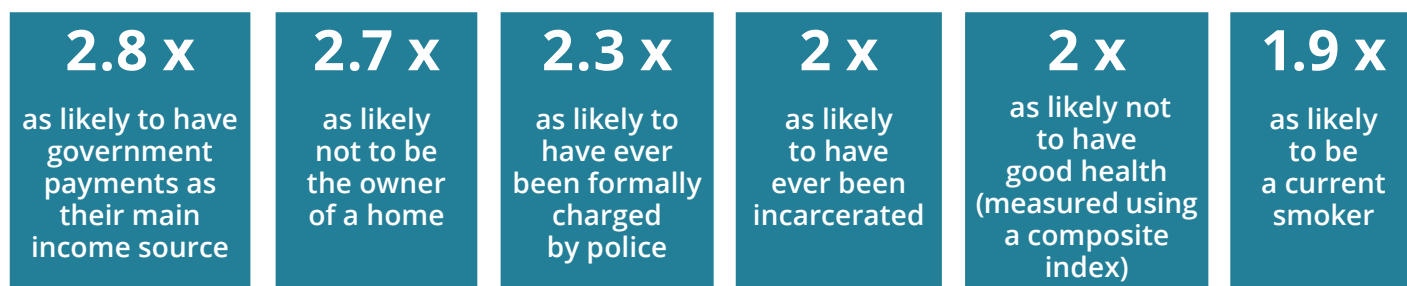 2.8 x
as likely to have
government
payments as
their main
income source
2.7 x
as likely
not to be
the owner
of a home
2.3 x
as likely to
have ever
been formally
charged
by police
2 x
as likely
to have
ever been
incarcerated
2 x
as likely not
to have
good health
(measured using
a composite
index)
1.9 x
as likely
to be
a current
smoker